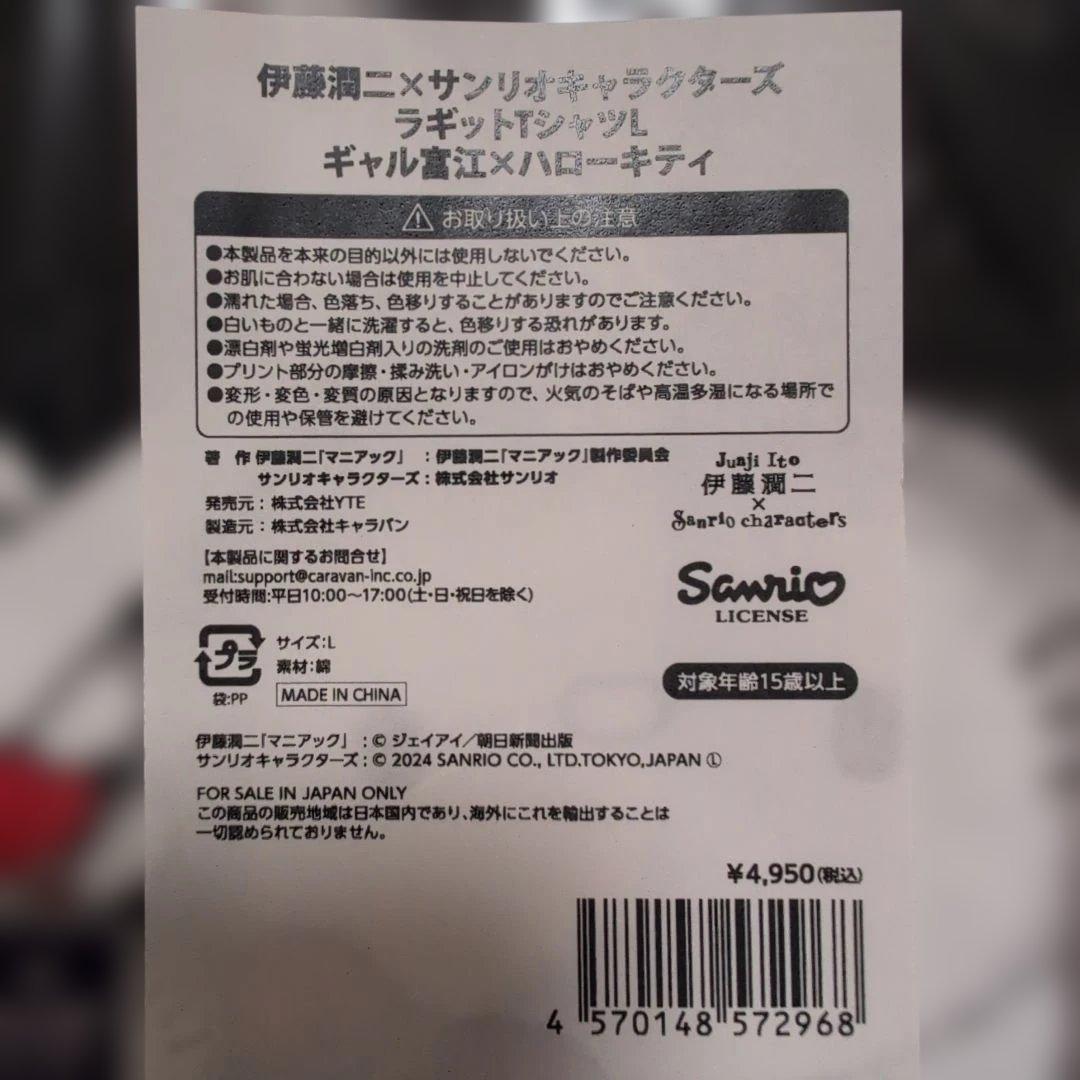 伊藤潤二×サンリオキャラクターズ
ラギットTシャツL
ギャル富江×ハローキティ
⚠ お取り扱い上の注意
●本製品を本来の目的以外には使用しないでください。
●お肌に合わない場合は使用を中止してください。
●濡れた場合、色落ち、色移りすることがありますのでご注意ください。
●白いものと一緒に洗濯すると、色移りする恐れがあります。
●漂白剤や蛍光増白剤入りの洗剤のご使用はおやめください。
●プリント部分の摩擦・揉み洗い・アイロンがけはおやめください。
●変形・変色・変質の原因となりますので、火気のそばや高温多湿になる場所で
の使用や保管を避けてください。
著 作 伊藤潤二「マニアック」 : 伊藤潤二「マニアック」製作委員会
サンリオキャラクターズ : 株式会社サンリオ
発売元 : 株式会社YTE
製造元 : 株式会社キャラバン
【本製品に関するお問合せ】
mail:support@caravan-inc.co.jp
受付時間:平日10:00～17:00(土・日・祝日を除く)
Junji Ito
伊藤潤二
×
Sanrio characters
Sanrio
LICENSE
プラ
袋:PP
サイズ:L
素材:綿
MADE IN CHINA
対象年齢15歳以上
伊藤潤二「マニアック」 : © ジェイアイ／朝日新聞出版
サンリオキャラクターズ : © 2024 SANRIO CO., LTD.TOKYO,JAPAN Ⓛ
FOR SALE IN JAPAN ONLY
この商品の販売地域は日本国内であり、海外にこれを輸出することは
一切認められておりません。
¥4,950(税込)
4 570148 572968